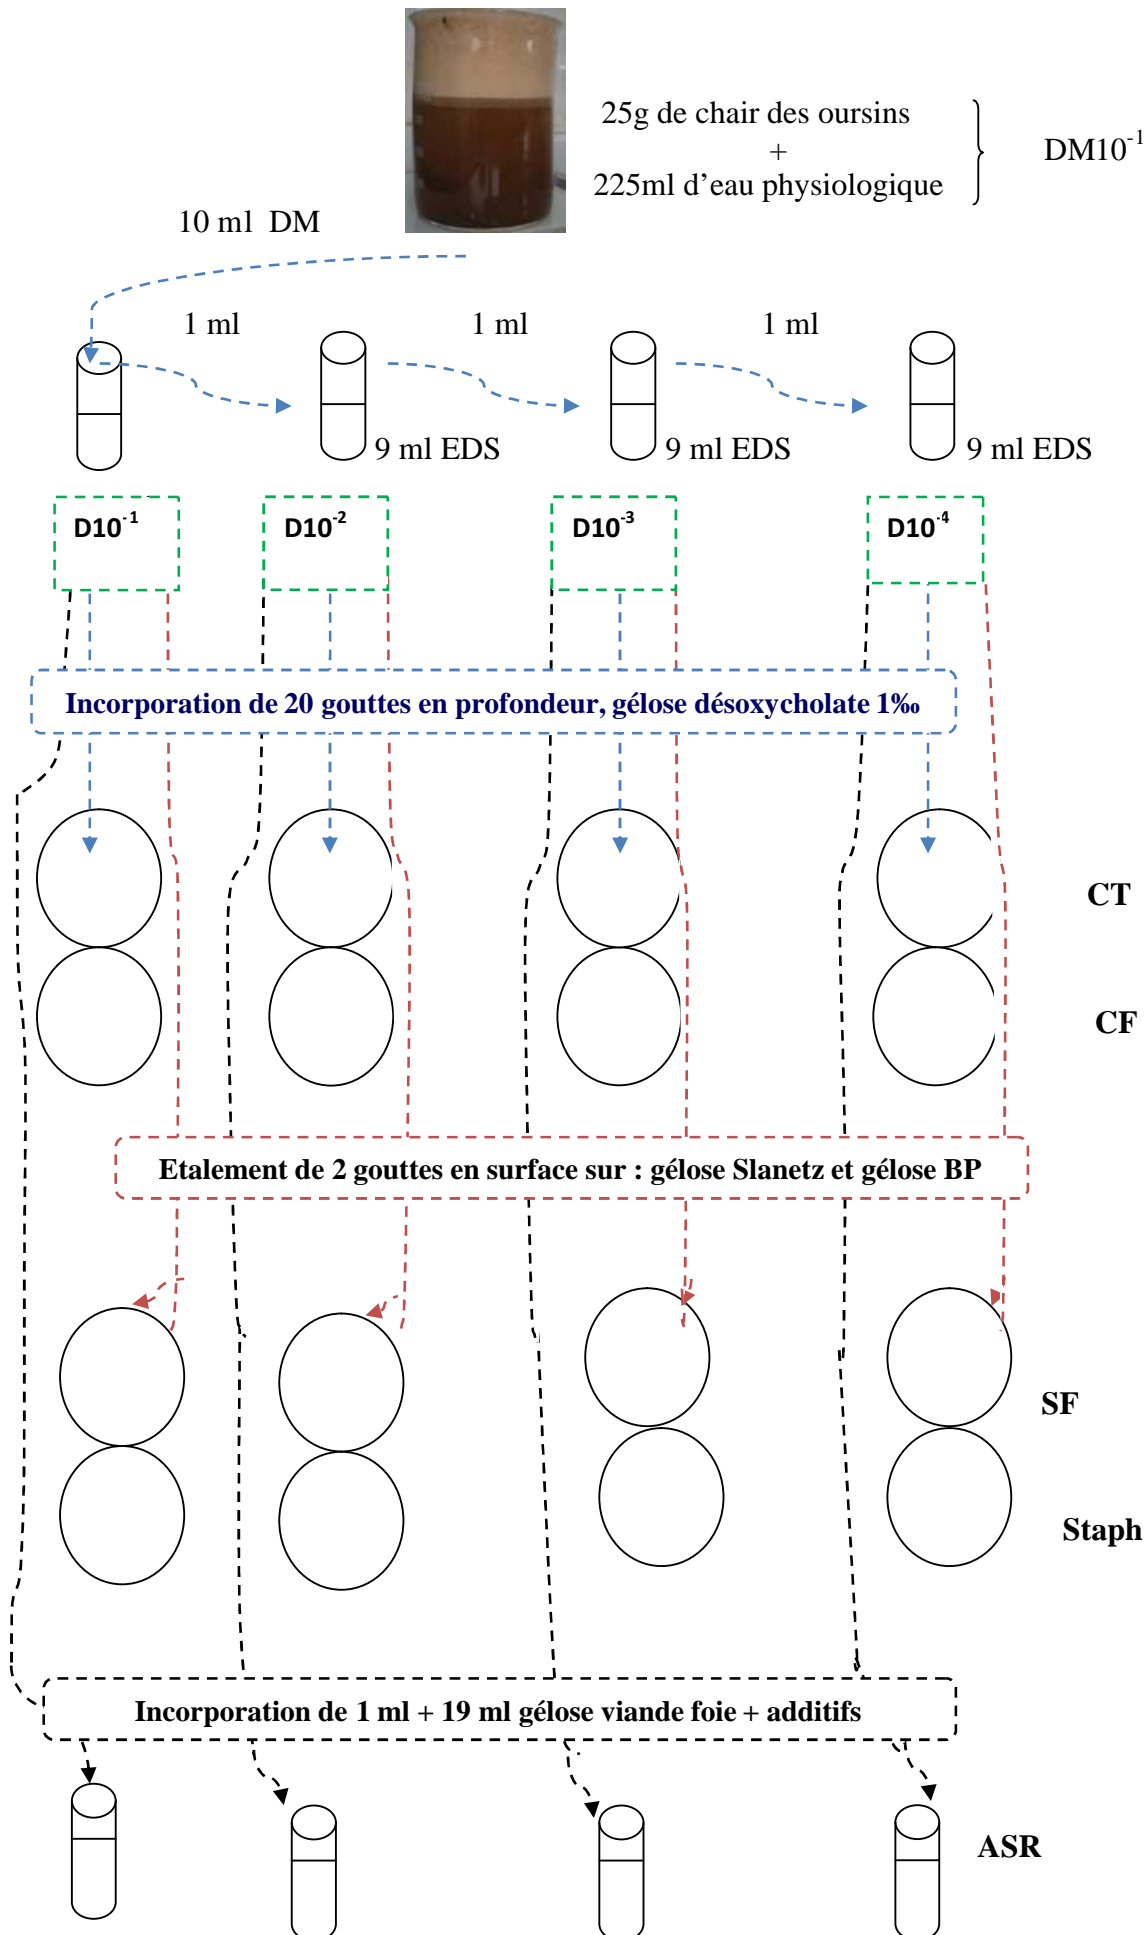 25g de chair des oursins
+
225ml d'eau physiologique
DM10⁻¹
10 ml DM
1 ml
1 ml
1 ml
9 ml EDS
9 ml EDS
9 ml EDS
D10⁻¹
D10⁻²
D10⁻³
D10⁻⁴
Incorporation de 20 gouttes en profondeur, gélose désoxycholate 1‰
CT
CF
Etalement de 2 gouttes en surface sur : gélose Slanetz et gélose BP
SF
Staph
Incorporation de 1 ml + 19 ml gélose viande foie + additifs
ASR